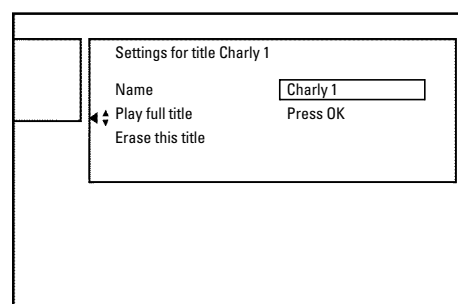 Settings for title Charly 1
Name Charly 1
Play full title Press OK
Erase this title